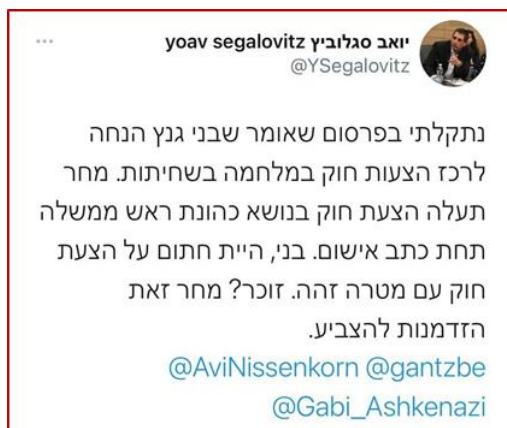 יואב סגלוביץ yoav segalovitz
@YSegalovitz
נתקלתי בפרסום שאומר שבני גנץ הנחה
לרכז הצעות חוק במלחמה בשחיתות. מחר
תעלה הצעת חוק בנושא כהונת ראש ממשלה
תחת כתב אישום. בני, היית חתום על הצעת
חוק עם מטרה זהה. זוכר? מחר זאת
הזדמנות להצביע.
@AviNissenkorn @gantzbe
@Gabi_Ashkenazi